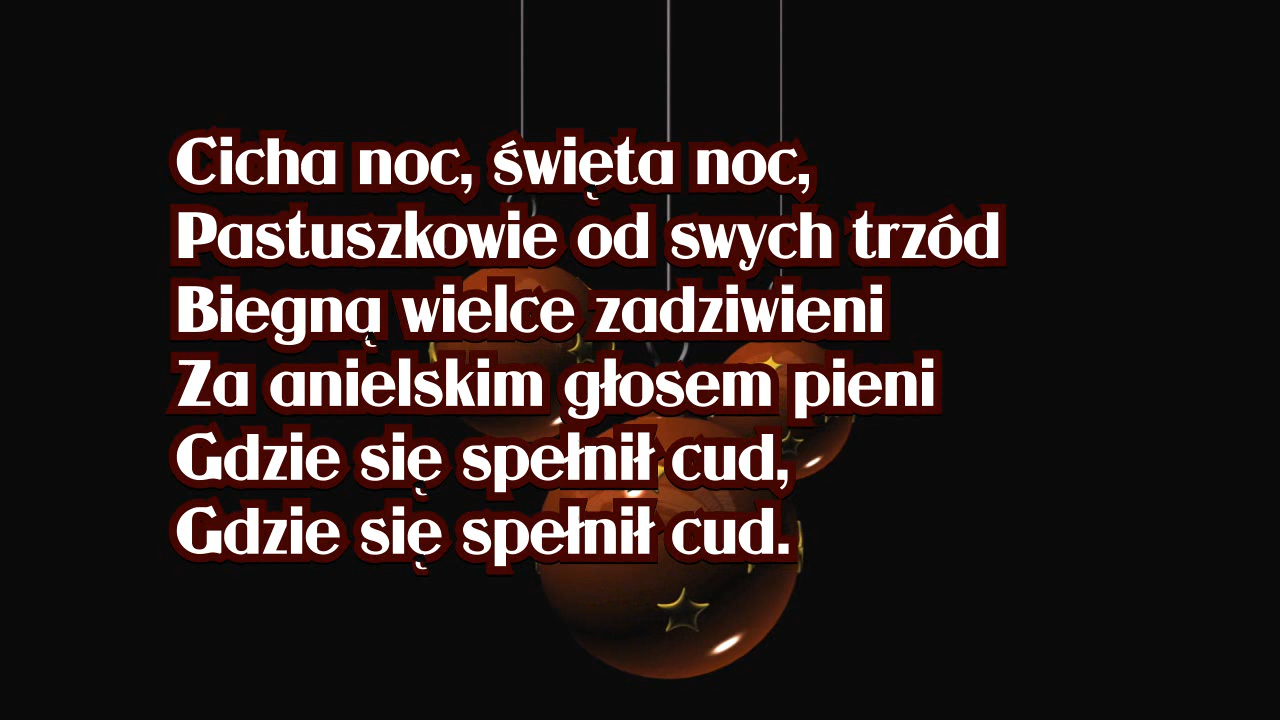 Cicha noc, święta noc,
Pastuszkowie od swych trzód
Biegną wielce zadziwieni
Za anielskim głosem pieni
Gdzie się spełnił cud,
Gdzie się spełnił cud.